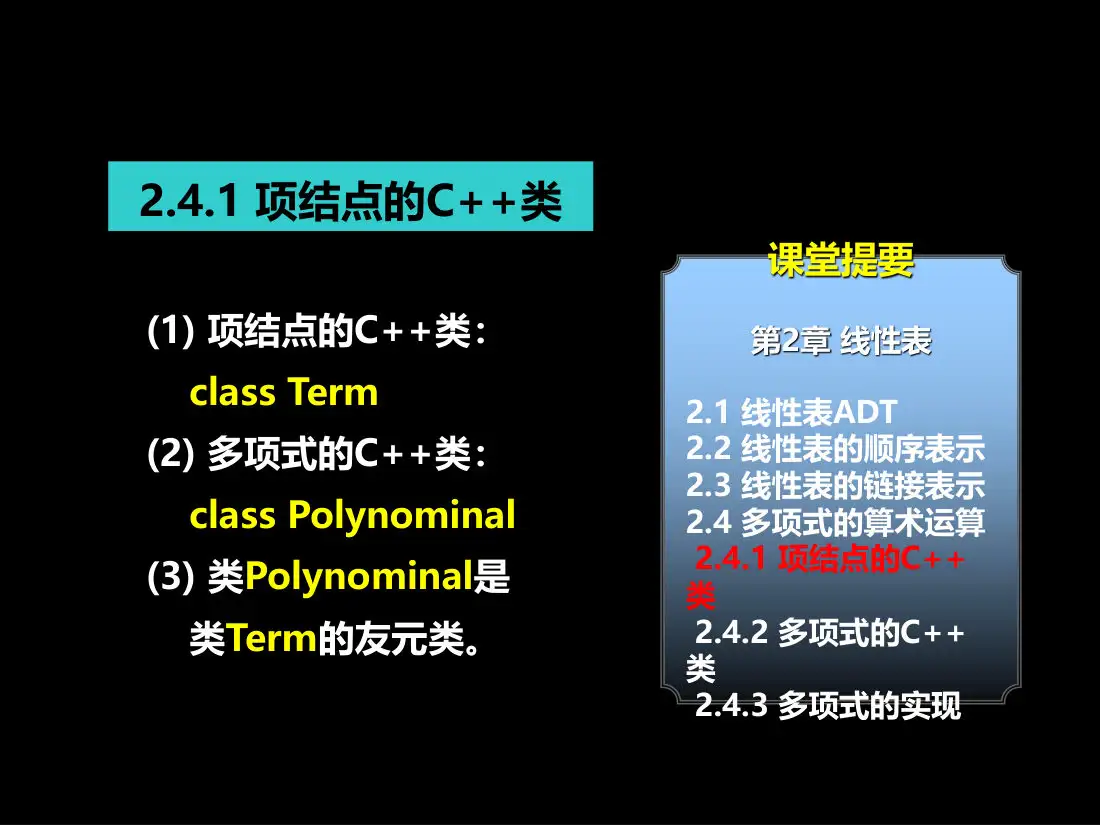 2.4.1 项结点的C++类
(1) 项结点的C++类：
class Term
(2) 多项式的C++类：
class Polynominal
(3) 类Polynominal是
类Term的友元类。
课堂提要
第2章 线性表
2.1 线性表ADT
2.2 线性表的顺序表示
2.3 线性表的链接表示
2.4 多项式的算术运算
2.4.1 项结点的C++
类
2.4.2 多项式的C++
类
2.4.3 多项式的实现